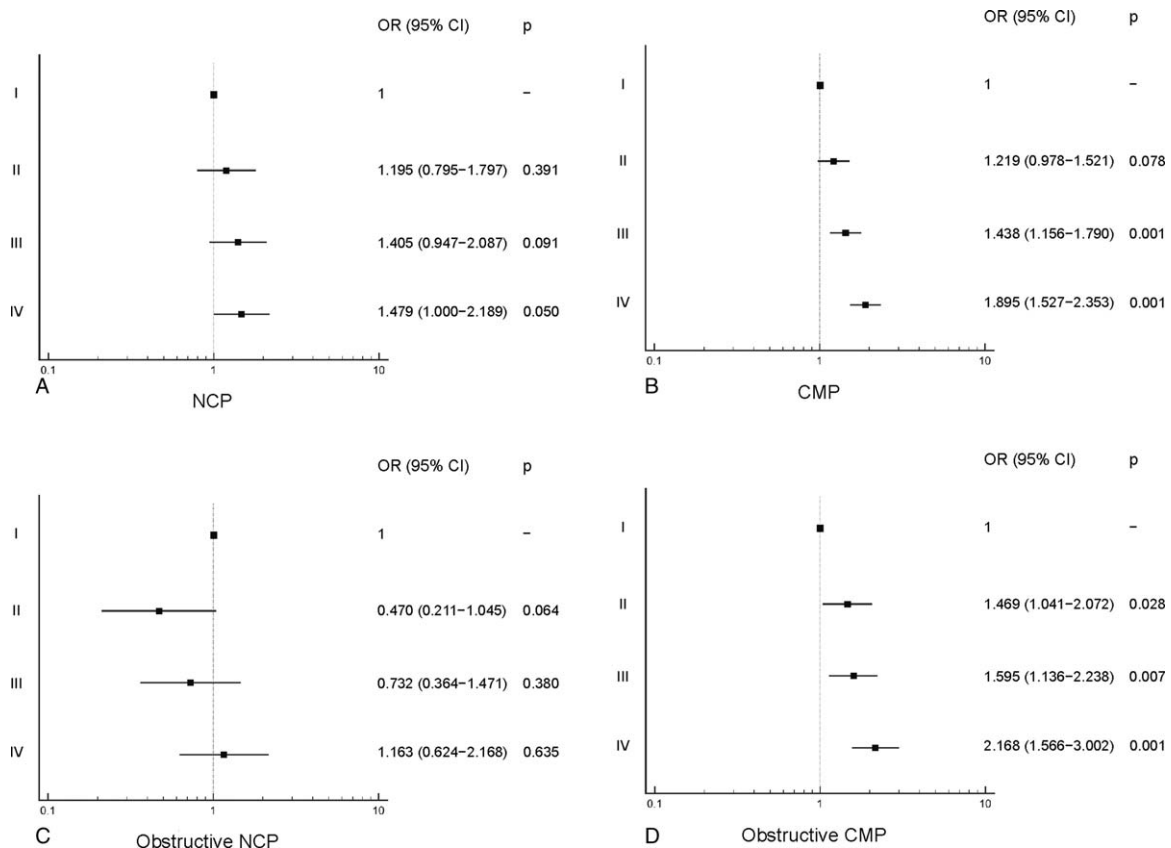 OR (95% CI) p
I 1 –
II 1.195 (0.795–1.797) 0.391
III 1.405 (0.947–2.087) 0.091
IV 1.479 (1.000–2.189) 0.050
0.1 1 10
A NCP
OR (95% CI) p
I 1 –
II 1.219 (0.978–1.521) 0.078
III 1.438 (1.156–1.790) 0.001
IV 1.895 (1.527–2.353) 0.001
0.1 1 10
B CMP
OR (95% CI) p
I 1 –
II 0.470 (0.211–1.045) 0.064
III 0.732 (0.364–1.471) 0.380
IV 1.163 (0.624–2.168) 0.635
0.1 1 10
C Obstructive NCP
OR (95% CI) p
I 1 –
II 1.469 (1.041–2.072) 0.028
III 1.595 (1.136–2.238) 0.007
IV 2.168 (1.566–3.002) 0.001
0.1 1 10
D Obstructive CMP